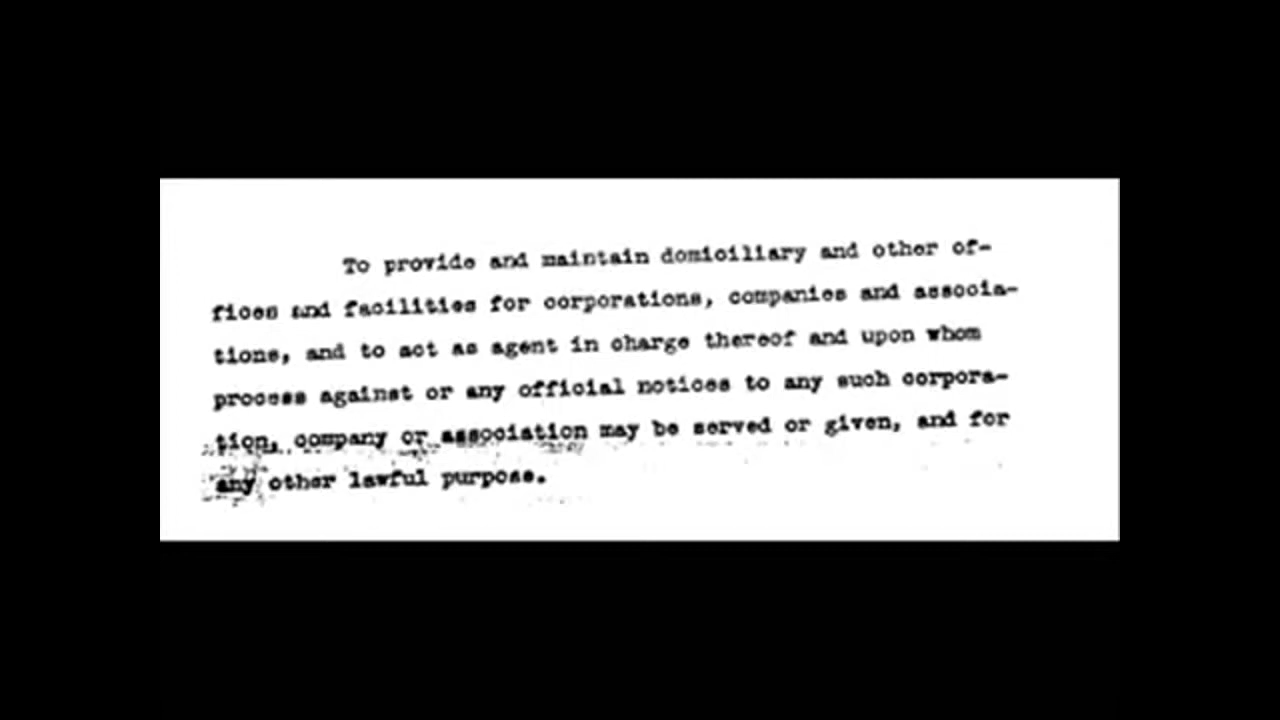 To provide and maintain domiciliary and other of-
fices and facilities for corporations, companies and associa-
tions, and to act as agent in charge thereof and upon whom
process against or any official notices to any such corpora-
tion, company or association may be served or given, and for
any other lawful purpose.